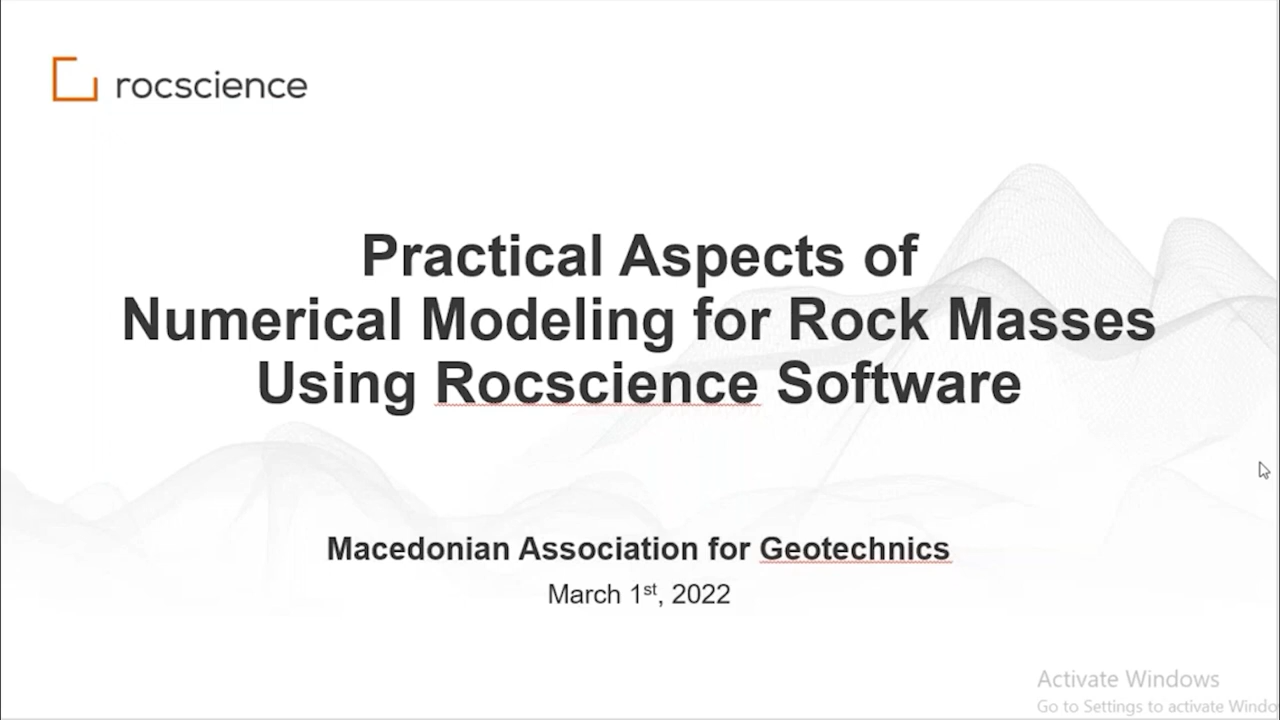 rocscience
Practical Aspects of
Numerical Modeling for Rock Masses
Using Rocscience Software
Macedonian Association for Geotechnics
March 1st, 2022
Activate Windows
Go to Settings to activate Windo